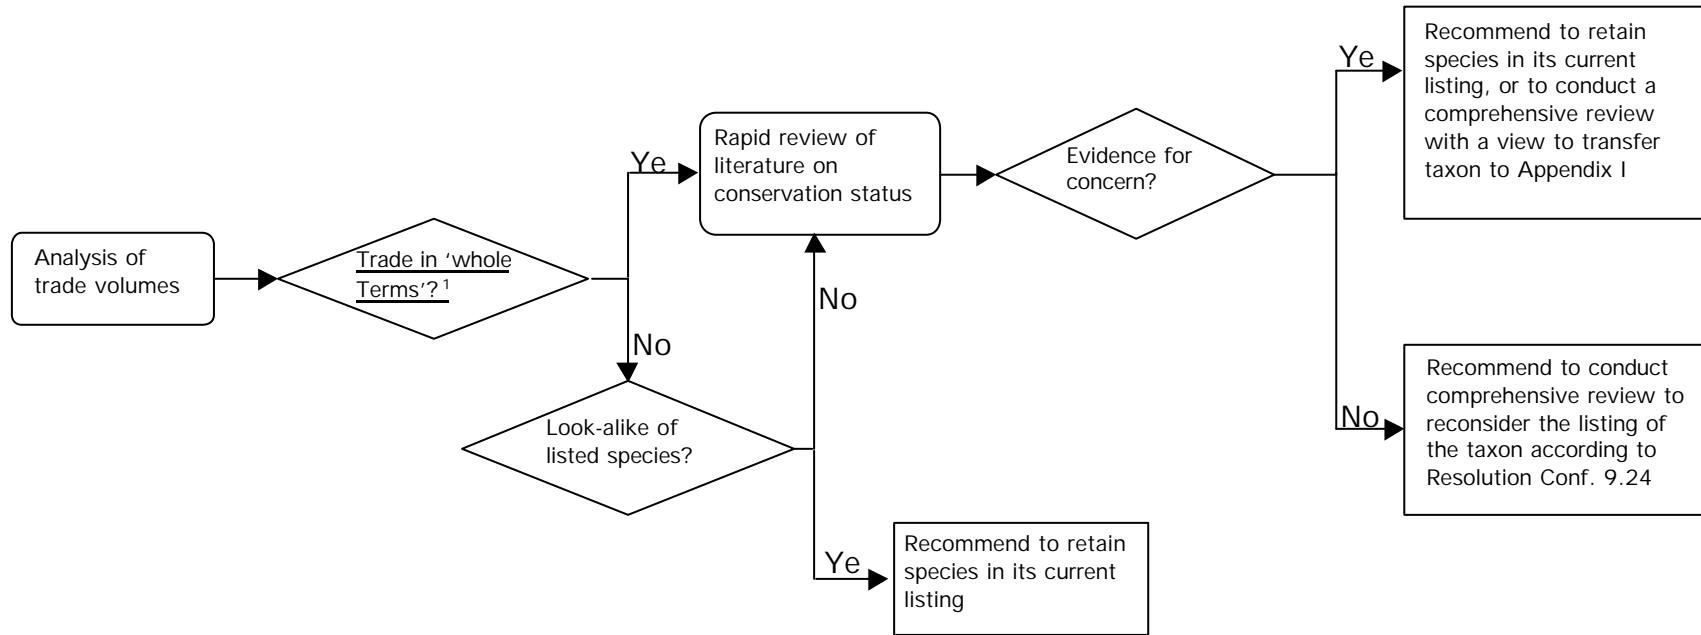 Analysis of
trade volumes
Trade in ‘whole
Terms’?¹
Ye
No
Rapid review of
literature on
conservation status
Look-alike of
listed species?
No
Ye
Recommend to retain
species in its current
listing
Evidence for
concern?
Ye
Recommend to retain
species in its current
listing, or to conduct a
comprehensive review
with a view to transfer
taxon to Appendix I
No
Recommend to conduct
comprehensive review to
reconsider the listing of
the taxon according to
Resolution Conf. 9.24